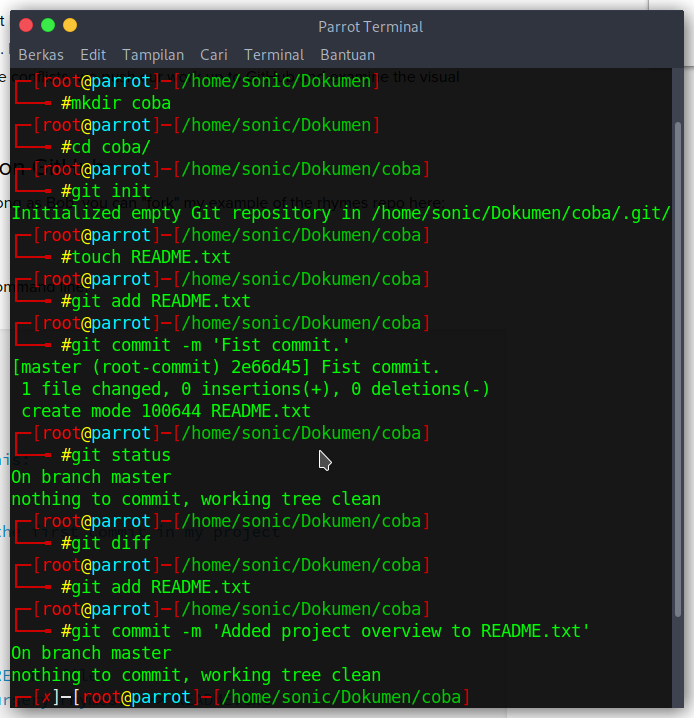 Parrot Terminal
Berkas Edit Tampilan Cari Terminal Bantuan
┌─[root@parrot]─[/home/sonic/Dokumen]
└──╼ #mkdir coba
┌─[root@parrot]─[/home/sonic/Dokumen]
└──╼ #cd coba/
┌─[root@parrot]─[/home/sonic/Dokumen/coba]
└──╼ #git init
Initialized empty Git repository in /home/sonic/Dokumen/coba/.git/
┌─[root@parrot]─[/home/sonic/Dokumen/coba]
└──╼ #touch README.txt
┌─[root@parrot]─[/home/sonic/Dokumen/coba]
└──╼ #git add README.txt
┌─[root@parrot]─[/home/sonic/Dokumen/coba]
└──╼ #git commit -m 'Fist commit.'
[master (root-commit) 2e66d45] Fist commit.
 1 file changed, 0 insertions(+), 0 deletions(-)
 create mode 100644 README.txt
┌─[root@parrot]─[/home/sonic/Dokumen/coba]
└──╼ #git status
On branch master
nothing to commit, working tree clean
┌─[root@parrot]─[/home/sonic/Dokumen/coba]
└──╼ #git diff
┌─[root@parrot]─[/home/sonic/Dokumen/coba]
└──╼ #git add README.txt
┌─[root@parrot]─[/home/sonic/Dokumen/coba]
└──╼ #git commit -m 'Added project overview to README.txt'
On branch master
nothing to commit, working tree clean
┌─[✗]─[root@parrot]─[/home/sonic/Dokumen/coba]